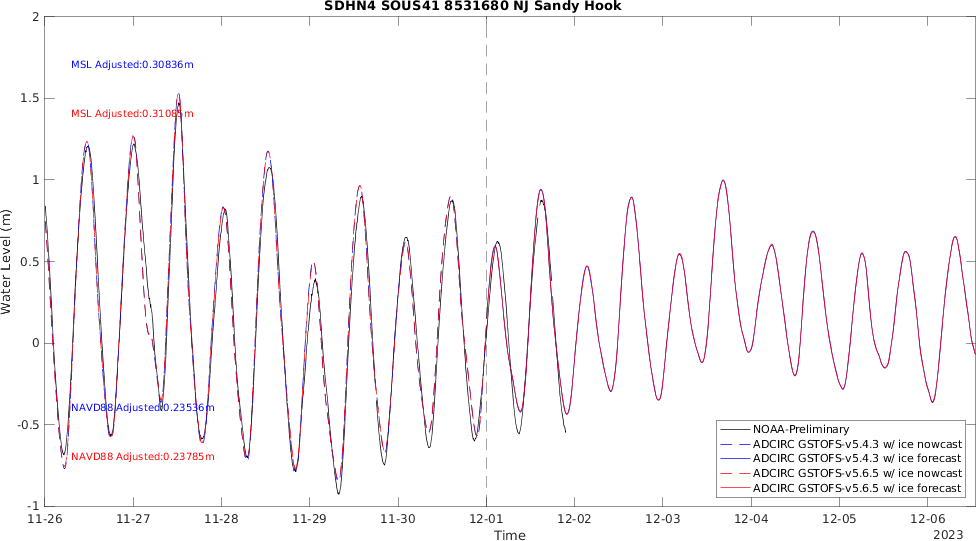 SDHN4 SOUS41 8531680 NJ Sandy Hook
2
1.5
1
0.5
0
-0.5
-1
Water Level (m)
MSL Adjusted:0.30836m
MSL Adjusted:0.31085m
NAVD88 Adjusted:0.23536m
NAVD88 Adjusted:0.23785m
NOAA-Preliminary
ADCIRC GSTOFS-v5.4.3 w/ ice nowcast
ADCIRC GSTOFS-v5.4.3 w/ ice forecast
ADCIRC GSTOFS-v5.6.5 w/ ice nowcast
ADCIRC GSTOFS-v5.6.5 w/ ice forecast
11-26 11-27 11-28 11-29 11-30 12-01 12-02 12-03 12-04 12-05 12-06
Time
2023